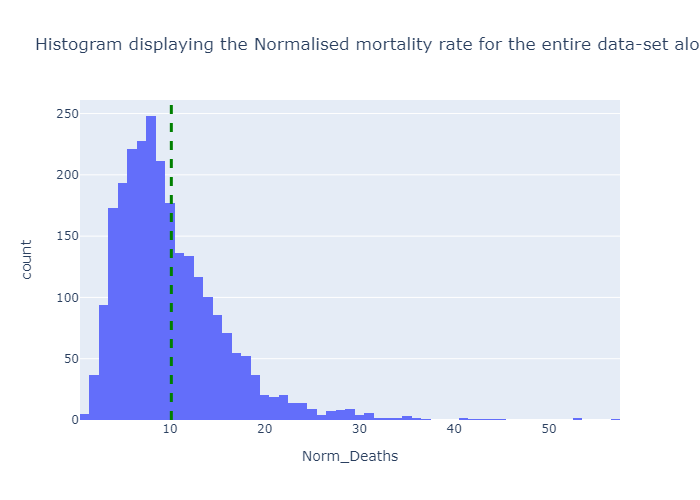 Histogram displaying the Normalised mortality rate for the entire data-set alo
250
200
150
100
50
0
count
10 20 30 40 50
Norm_Deaths